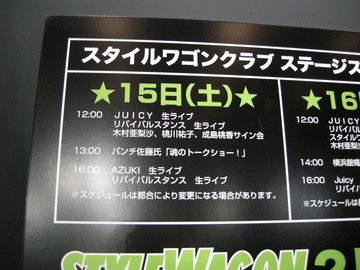 スタイルワゴンクラブ ステージス
★15日(土)★
12:00 JUICY 生ライブ
リバイバルスタンス 生ライブ
木村亜梨沙、桃川祐子、成島桃香サイン会
13:00 パンチ佐藤氏「魂のトークショー!」
16:00 AZUKI 生ライブ
リバイバルスタンス 生ライブ
※スケジュールは都合により変更になる場合があります。
★16
12:00 JUICY
リバイバル
スタイルワ
木村亜
14:00 横浜銀蝿
16:00 Juicy
リバイバ
※スケジュールは
STYLE WAGON